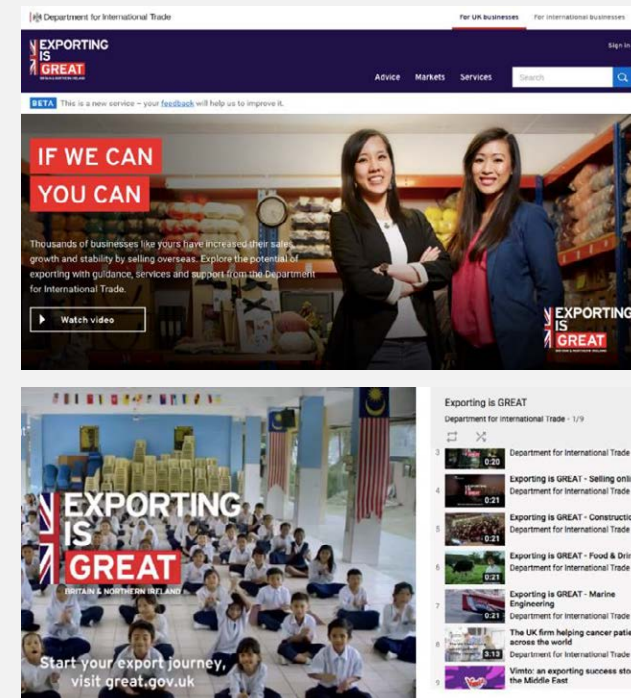 Department for International Trade
For UK businesses
For international businesses
EXPORTING
IS
GREAT
BRITAIN & NORTHERN IRELAND
Sign in
Advice
Markets
Services
Search
BETA This is a new service – your feedback will help us to improve it.
IF WE CAN
YOU CAN
Thousands of businesses like yours have increased their sales,
growth and stability by selling overseas. Explore the potential of
exporting with guidance, services and support from the Department
for International Trade.
Watch video
EXPORTING
IS
GREAT
BRITAIN & NORTHERN IRELAND
EXPORTING
IS
GREAT
BRITAIN & NORTHERN IRELAND
Start your export journey,
visit great.gov.uk
Exporting is GREAT
Department for International Trade - 1/9
3
0:20
Department for International Trade
4
0:21
Exporting is GREAT - Selling onli
Department for International Trade
5
0:21
Exporting is GREAT - Constructio
Department for International Trade
6
0:21
Exporting is GREAT - Food & Drin
Department for International Trade
7
0:21
Exporting is GREAT - Marine
Engineering
Department for International Trade
8
3:13
The UK firm helping cancer patie
across the world
Department for International Trade
9
Vimto: an exporting success sto
the Middle East